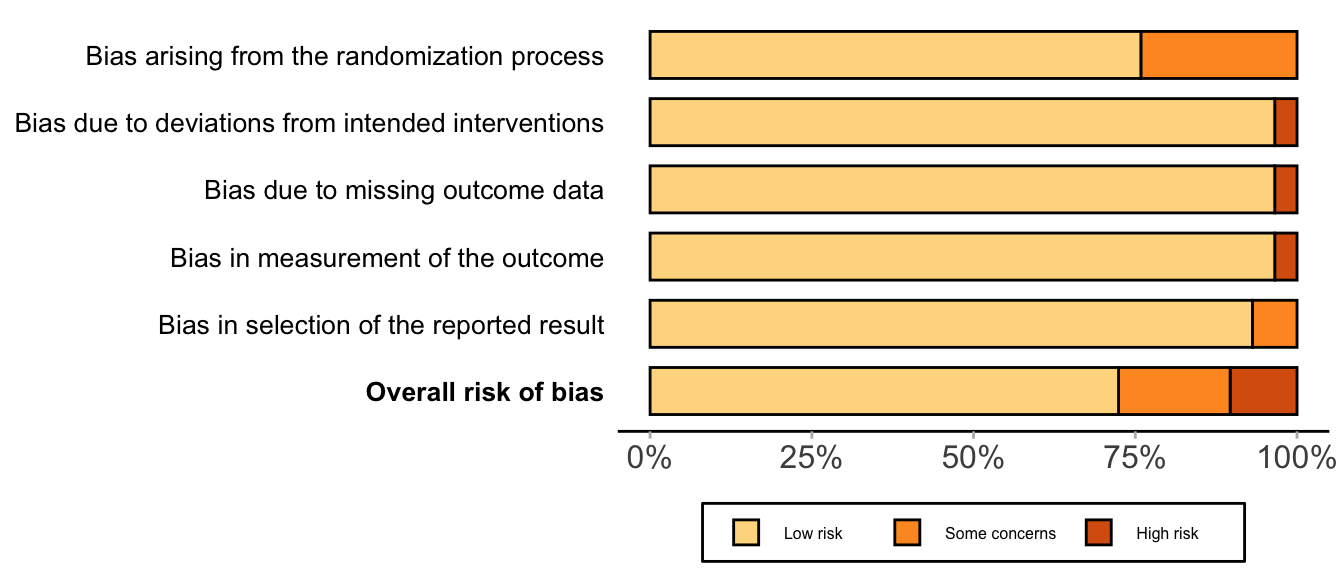 Bias arising from the randomization process
Bias due to deviations from intended interventions
Bias due to missing outcome data
Bias in measurement of the outcome
Bias in selection of the reported result
Overall risk of bias
0% 25% 50% 75% 100%
Low risk Some concerns High risk